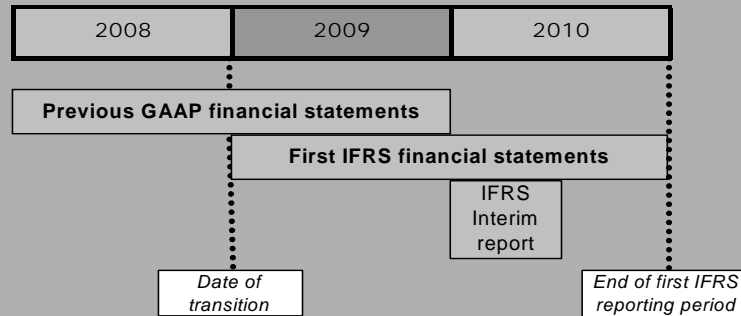 2008 2009 2010
Previous GAAP financial statements
First IFRS financial statements
IFRS
Interim
report
Date of
transition
End of first IFRS
reporting period